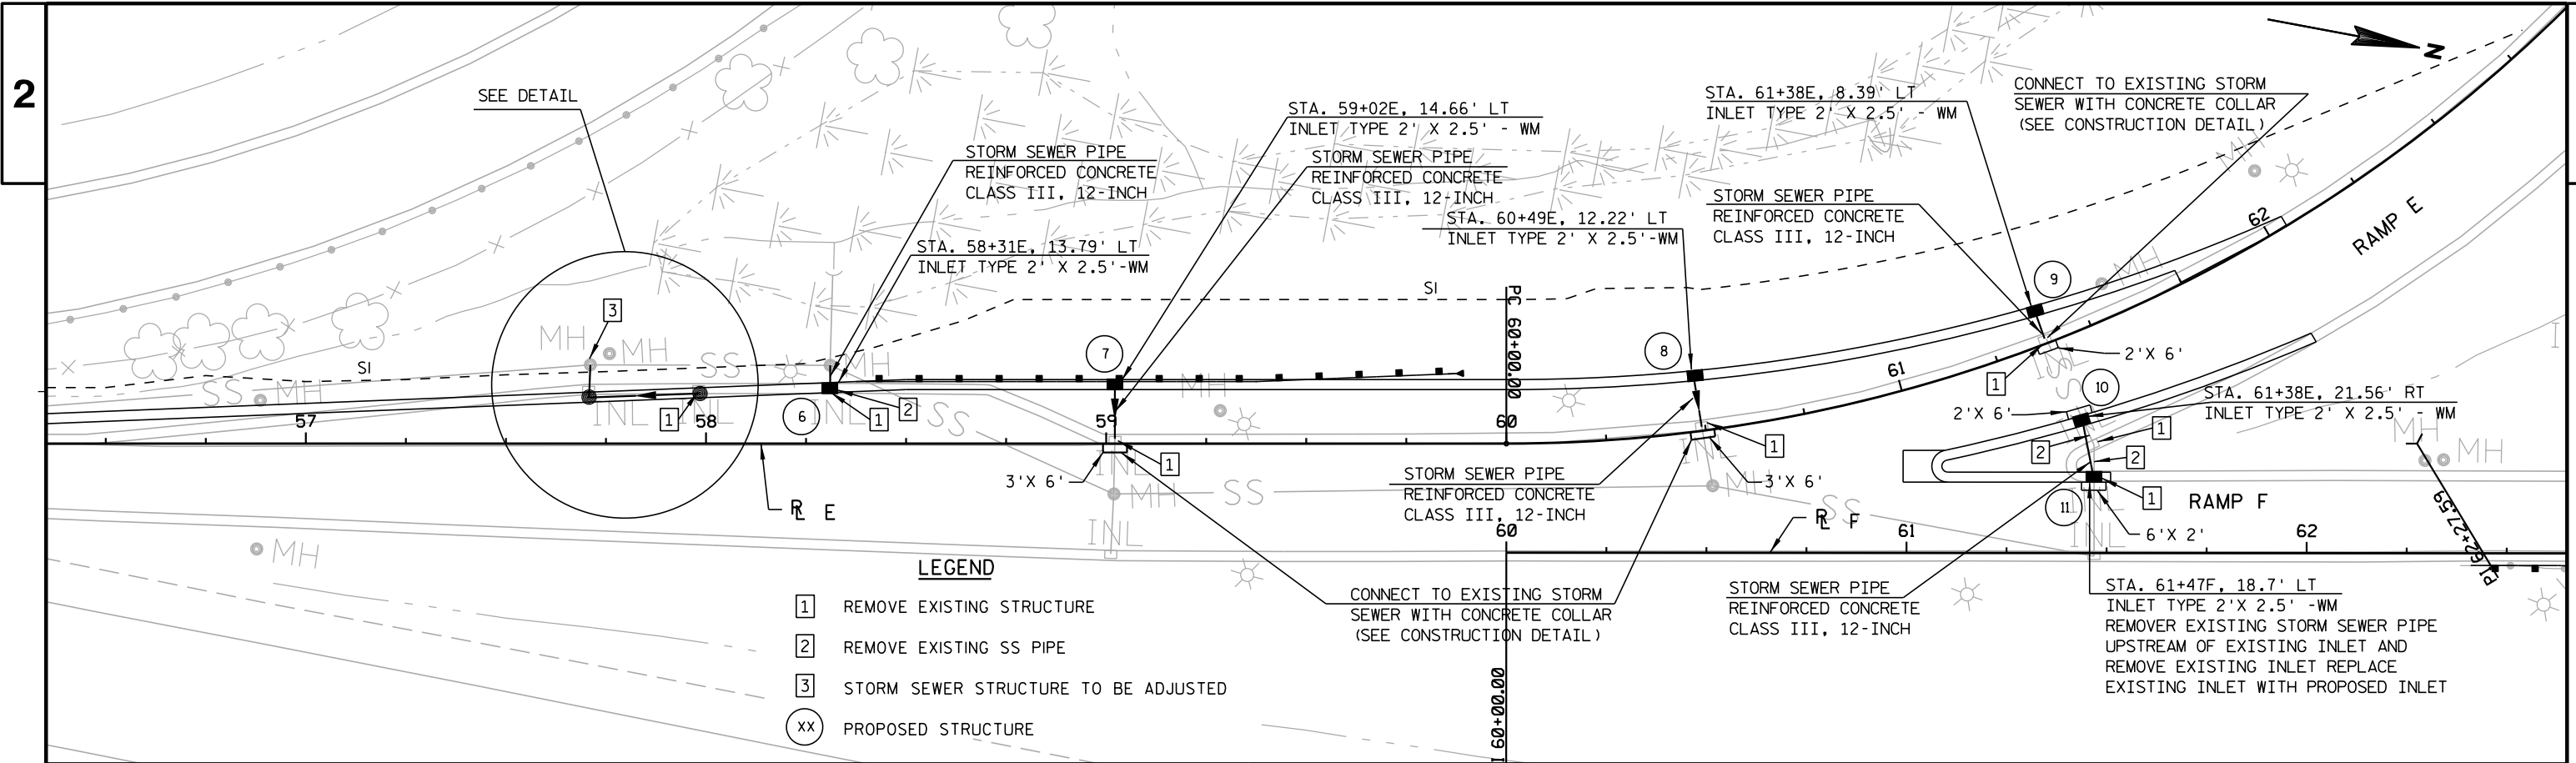 2
SEE DETAIL
STORM SEWER PIPE
REINFORCED CONCRETE
CLASS III, 12-INCH
STA. 58+31E, 13.79' LT
INLET TYPE 2' X 2.5'-WM
STA. 59+02E, 14.66' LT
INLET TYPE 2' X 2.5' - WM
STORM SEWER PIPE
REINFORCED CONCRETE
CLASS III, 12-INCH
STA. 60+49E, 12.22' LT
INLET TYPE 2' X 2.5'-WM
STA. 61+38E, 8.39' LT
INLET TYPE 2' X 2.5' - WM
STORM SEWER PIPE
REINFORCED CONCRETE
CLASS III, 12-INCH
CONNECT TO EXISTING STORM
SEWER WITH CONCRETE COLLAR
(SEE CONSTRUCTION DETAIL)
N
MH
62
RAMP E
MH
9
SI
PC 60+00.00
3
MH
MH
SS
SI
SS
MH
MH
7
MH
8
61
2'X 6'
1
INL
SS
10
STA. 61+38E, 21.56' RT
INLET TYPE 2' X 2.5' - WM
2'X 6'
INL
1
2
2
1
MH
MH
57
INL
1
INL
58
6
1
2
SS
59
60
INL
1
3'X 6'
MH
SS
INL
1
3'X 6'
MH
SS
STORM SEWER PIPE
REINFORCED CONCRETE
CLASS III, 12-INCH
RL E
RL F
INL
MH
60
61
11
RAMP F
6'X 2'
INL
62
PI 62+27.59
LEGEND
1 REMOVE EXISTING STRUCTURE
2 REMOVE EXISTING SS PIPE
3 STORM SEWER STRUCTURE TO BE ADJUSTED
XX PROPOSED STRUCTURE
CONNECT TO EXISTING STORM
SEWER WITH CONCRETE COLLAR
(SEE CONSTRUCTION DETAIL)
60+00.00
STORM SEWER PIPE
REINFORCED CONCRETE
CLASS III, 12-INCH
STA. 61+47F, 18.7' LT
INLET TYPE 2'X 2.5' -WM
REMOVER EXISTING STORM SEWER PIPE
UPSTREAM OF EXISTING INLET AND
REMOVE EXISTING INLET REPLACE
EXISTING INLET WITH PROPOSED INLET